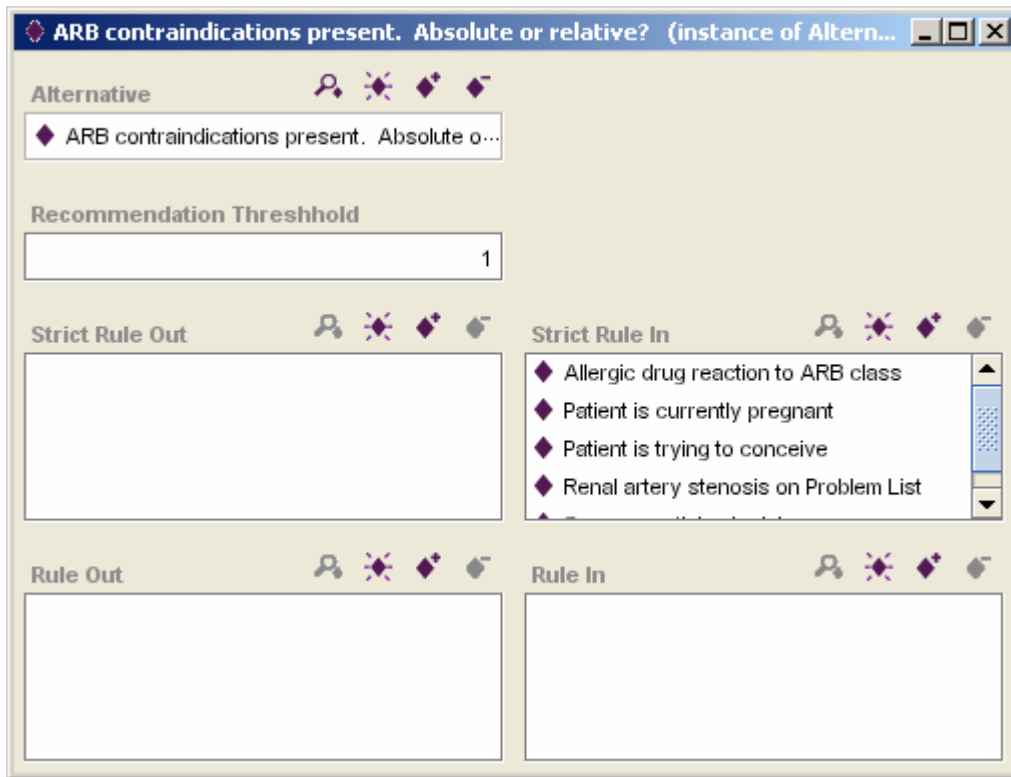 ARB contraindications present. Absolute or relative? (instance of Altern...
Alternative
ARB contraindications present. Absolute o...
Recommendation Threshhold
1
Strict Rule Out
Strict Rule In
Allergic drug reaction to ARB class
Patient is currently pregnant
Patient is trying to conceive
Renal artery stenosis on Problem List
Rule Out
Rule In